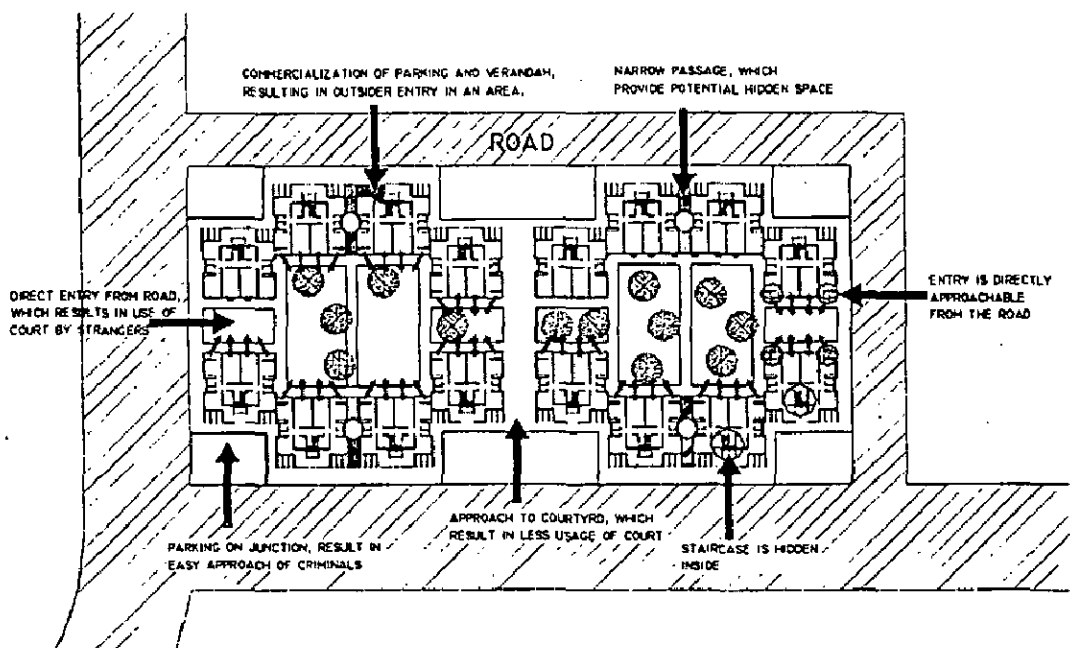 COMMERCIALIZATION OF PARKING AND VERANDAH,
RESULTING IN OUTSIDER ENTRY IN AN AREA.
NARROW PASSAGE, WHICH
PROVIDE POTENTIAL HIDDEN SPACE
ROAD
DIRECT ENTRY FROM ROAD,
WHICH RESULTS IN USE OF
COURT BY STRANGERS
ENTRY IS DIRECTLY
APPROACHABLE
FROM THE ROAD
PARKING ON JUNCTION, RESULT IN
EASY APPROACH OF CRIMINALS
APPROACH TO COURTYRD, WHICH
RESULT IN LESS USAGE OF COURT
STAIRCASE IS HIDDEN
INSIDE